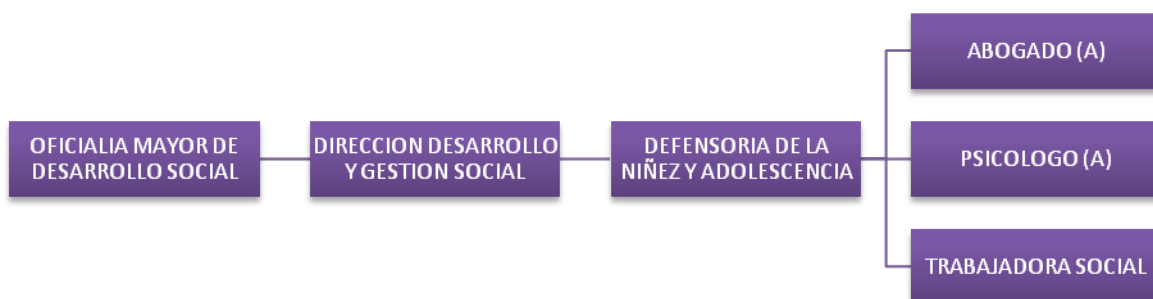 OFICIALIA MAYOR DE
DESARROLLO SOCIAL
DIRECCION DESARROLLO
Y GESTION SOCIAL
DEFENSORIA DE LA
NIÑEZ Y ADOLESCENCIA
ABOGADO (A)
PSICOLOGO (A)
TRABAJADORA SOCIAL